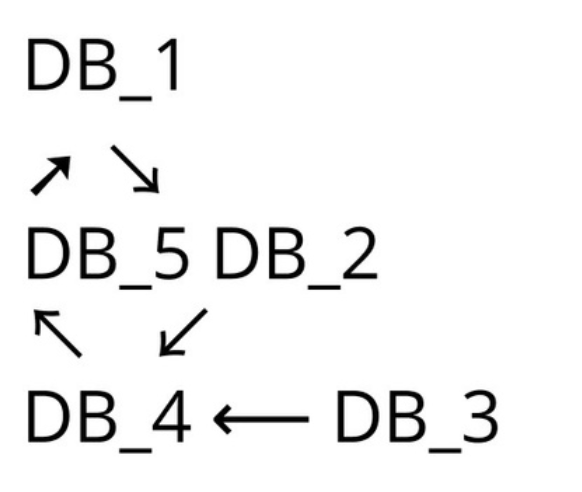 DB_1
↗ ↘
DB_5 DB_2
↖ ↙
DB_4 ⟵ DB_3